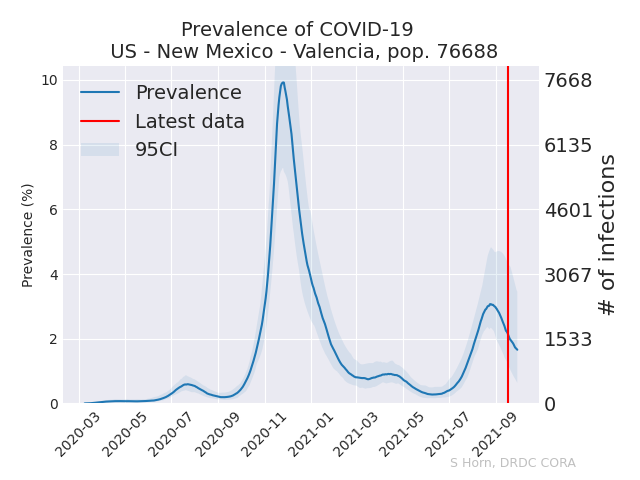 Prevalence of COVID-19
US - New Mexico - Valencia, pop. 76688
Prevalence
Latest data
95CI
10
8
6
4
2
0
Prevalence (%)
7668
6135
4601
3067
1533
0
# of infections
2020-03
2020-05
2020-07
2020-09
2020-11
2021-01
2021-03
2021-05
2021-07
2021-09
S Horn, DRDC CORA